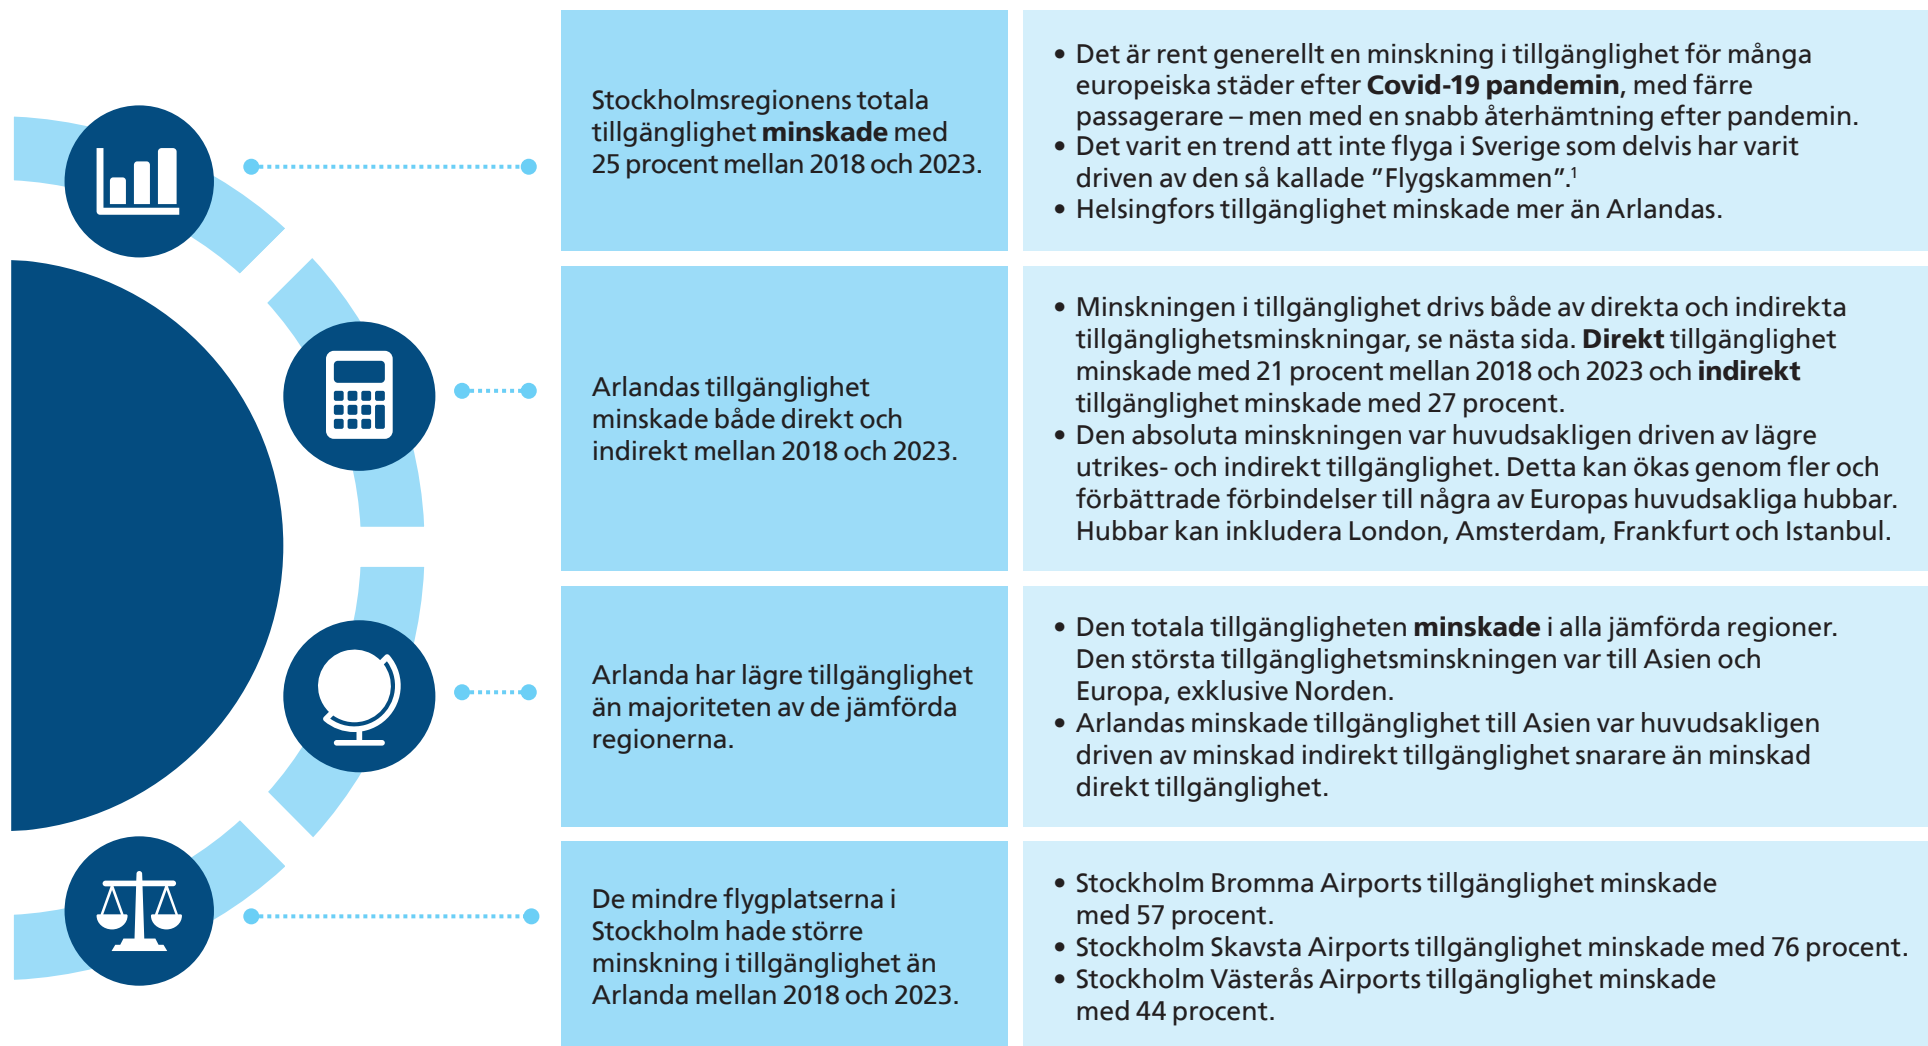 Stockholmsregionens totala
tillgänglighet minskade med
25 procent mellan 2018 och 2023.
• Det är rent generellt en minskning i tillgänglighet för många
europeiska städer efter Covid-19 pandemin, med färre
passagerare – men med en snabb återhämtning efter pandemin.
• Det varit en trend att inte flyga i Sverige som delvis har varit
driven av den så kallade ”Flygskammen”.¹
• Helsingfors tillgänglighet minskade mer än Arlandas.
Arlandas tillgänglighet
minskade både direkt och
indirekt mellan 2018 och 2023.
• Minskningen i tillgänglighet drivs både av direkta och indirekta
tillgänglighetsminskningar, se nästa sida. Direkt tillgänglighet
minskade med 21 procent mellan 2018 och 2023 och indirekt
tillgänglighet minskade med 27 procent.
• Den absoluta minskningen var huvudsakligen driven av lägre
utrikes- och indirekt tillgänglighet. Detta kan ökas genom fler och
förbättrade förbindelser till några av Europas huvudsakliga hubbar.
Hubbar kan inkludera London, Amsterdam, Frankfurt och Istanbul.
Arlanda har lägre tillgänglighet
än majoriteten av de jämförda
regionerna.
• Den totala tillgängligheten minskade i alla jämförda regioner.
Den största tillgänglighetsminskningen var till Asien och
Europa, exklusive Norden.
• Arlandas minskade tillgänglighet till Asien var huvudsakligen
driven av minskad indirekt tillgänglighet snarare än minskad
direkt tillgänglighet.
De mindre flygplatserna i
Stockholm hade större
minskning i tillgänglighet än
Arlanda mellan 2018 och 2023.
• Stockholm Bromma Airports tillgänglighet minskade
med 57 procent.
• Stockholm Skavsta Airports tillgänglighet minskade med 76 procent.
• Stockholm Västerås Airports tillgänglighet minskade
med 44 procent.